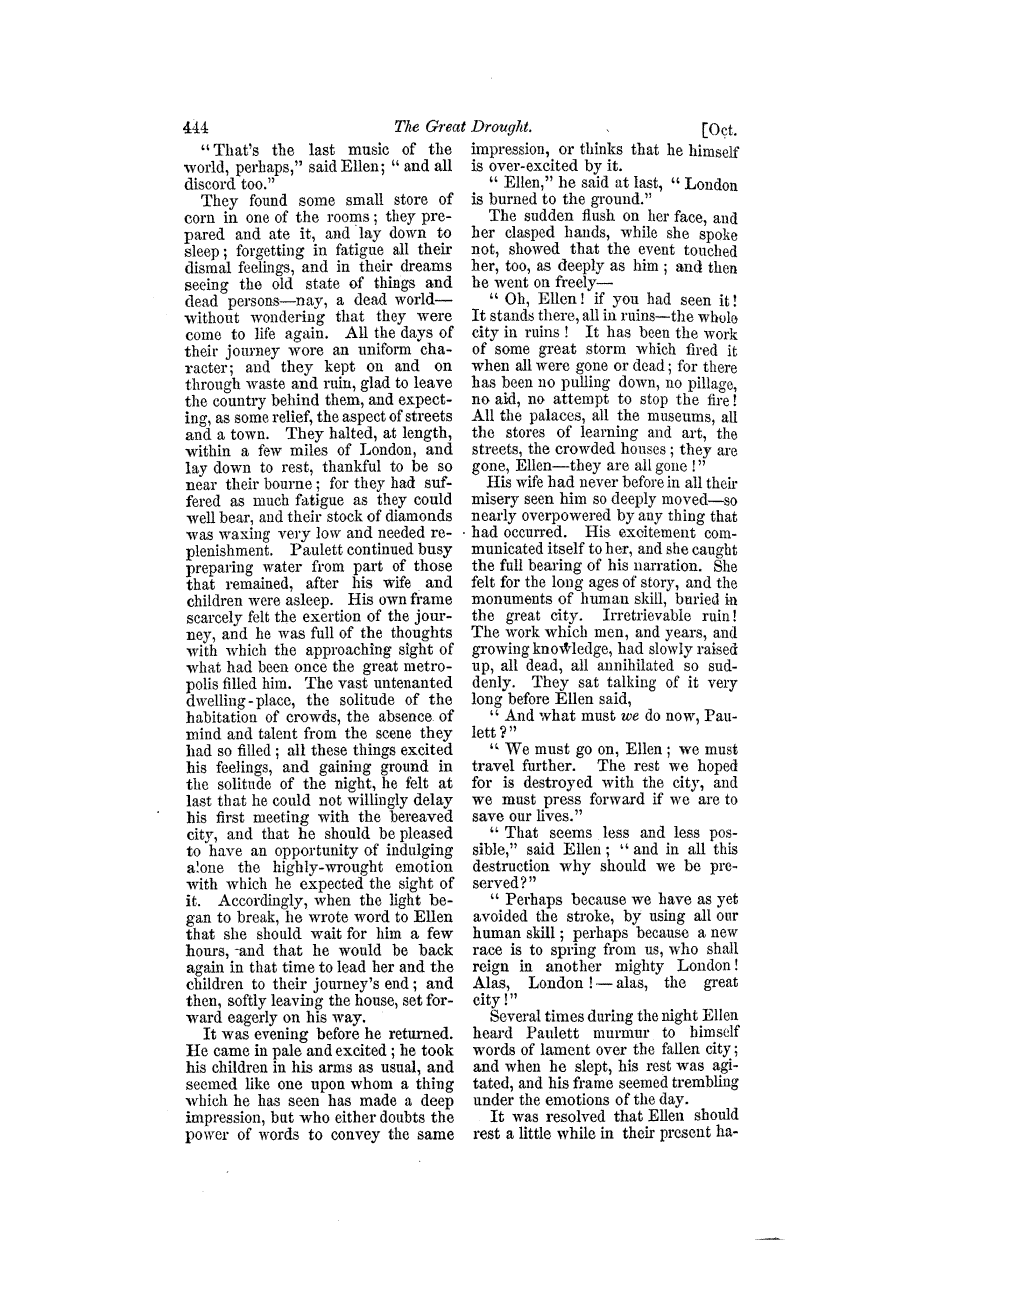 444 The Great Drought. [Oct.
“That's the last music of the
world, perhaps,” said Ellen; “and all
discord too.”
They found some small store of
corn in one of the rooms; they pre-
pared and ate it, and lay down to
sleep; forgetting in fatigue all their
dismal feelings, and in their dreams
seeing the old state of things and
dead persons—nay, a dead world—
without wondering that they were
come to life again. All the days of
their journey wore an uniform cha-
racter; and they kept on and on
through waste and ruin, glad to leave
the country behind them, and expect-
ing, as some relief, the aspect of streets
and a town. They halted, at length,
within a few miles of London, and
lay down to rest, thankful to be so
near their bourne; for they had suf-
fered as much fatigue as they could
well bear, and their stock of diamonds
was waxing very low and needed re-
plenishment. Paulett continued busy
preparing water from part of those
that remained, after his wife and
children were asleep. His own frame
scarcely felt the exertion of the jour-
ney, and he was full of the thoughts
with which the approaching sight of
what had been once the great metro-
polis filled him. The vast untenanted
dwelling-place, the solitude of the
habitation of crowds, the absence of
mind and talent from the scene they
had so filled; all these things excited
his feelings, and gaining ground in
the solitude of the night, he felt at
last that he could not willingly delay
his first meeting with the bereaved
city, and that he should be pleased
to have an opportunity of indulging
alone the highly-wrought emotion
with which he expected the sight of
it. Accordingly, when the light be-
gan to break, he wrote word to Ellen
that she should wait for him a few
hours, and that he would be back
again in that time to lead her and the
children to their journey's end; and
then, softly leaving the house, set for-
ward eagerly on his way.
It was evening before he returned.
He came in pale and excited; he took
his children in his arms as usual, and
seemed like one upon whom a thing
which he has seen has made a deep
impression, but who either doubts the
power of words to convey the same
impression, or thinks that he himself
is over-excited by it.
“Ellen,” he said at last, “London
is burned to the ground.”
The sudden flush on her face, and
her clasped hands, while she spoke
not, showed that the event touched
her, too, as deeply as him; and then
he went on freely—
“Oh, Ellen! if you had seen it!
It stands there, all in ruins—the whole
city in ruins! It has been the work
of some great storm which fired it
when all were gone or dead; for there
has been no pulling down, no pillage,
no aid, no attempt to stop the fire!
All the palaces, all the museums, all
the stores of learning and art, the
streets, the crowded houses; they are
gone, Ellen—they are all gone!”
His wife had never before in all their
misery seen him so deeply moved—so
nearly overpowered by any thing that
had occurred. His excitement com-
municated itself to her, and she caught
the full bearing of his narration. She
felt for the long ages of story, and the
monuments of human skill, buried in
the great city. Irretrievable ruin!
The work which men, and years, and
growing knowledge, had slowly raised
up, all dead, all annihilated so sud-
denly. They sat talking of it very
long before Ellen said,
“And what must we do now, Pau-
lett?”
“We must go on, Ellen; we must
travel further. The rest we hoped
for is destroyed with the city, and
we must press forward if we are to
save our lives.”
“That seems less and less pos-
sible,” said Ellen; “and in all this
destruction why should we be pre-
served?”
“Perhaps because we have as yet
avoided the stroke, by using all our
human skill; perhaps because a new
race is to spring from us, who shall
reign in another mighty London!
Alas, London!—alas, the great
city!”
Several times during the night Ellen
heard Paulett murmur to himself
words of lament over the fallen city;
and when he slept, his rest was agi-
tated, and his frame seemed trembling
under the emotions of the day.
It was resolved that Ellen should
rest a little while in their present ha-